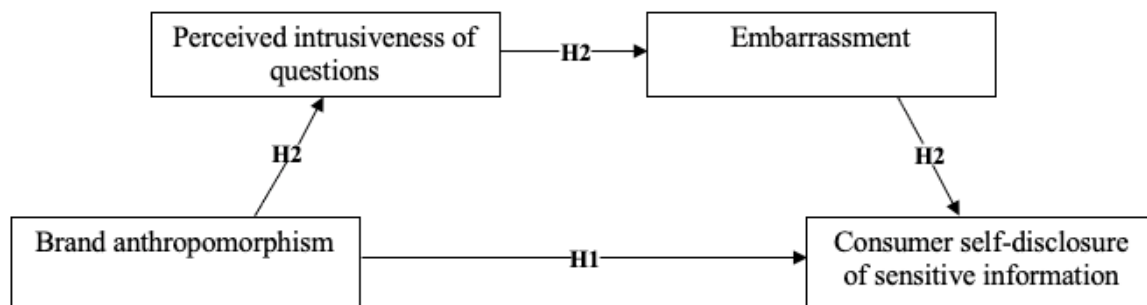 Perceived intrusiveness of
questions
H2
Embarrassment
H2
H2
Brand anthropomorphism
H1
Consumer self-disclosure
of sensitive information